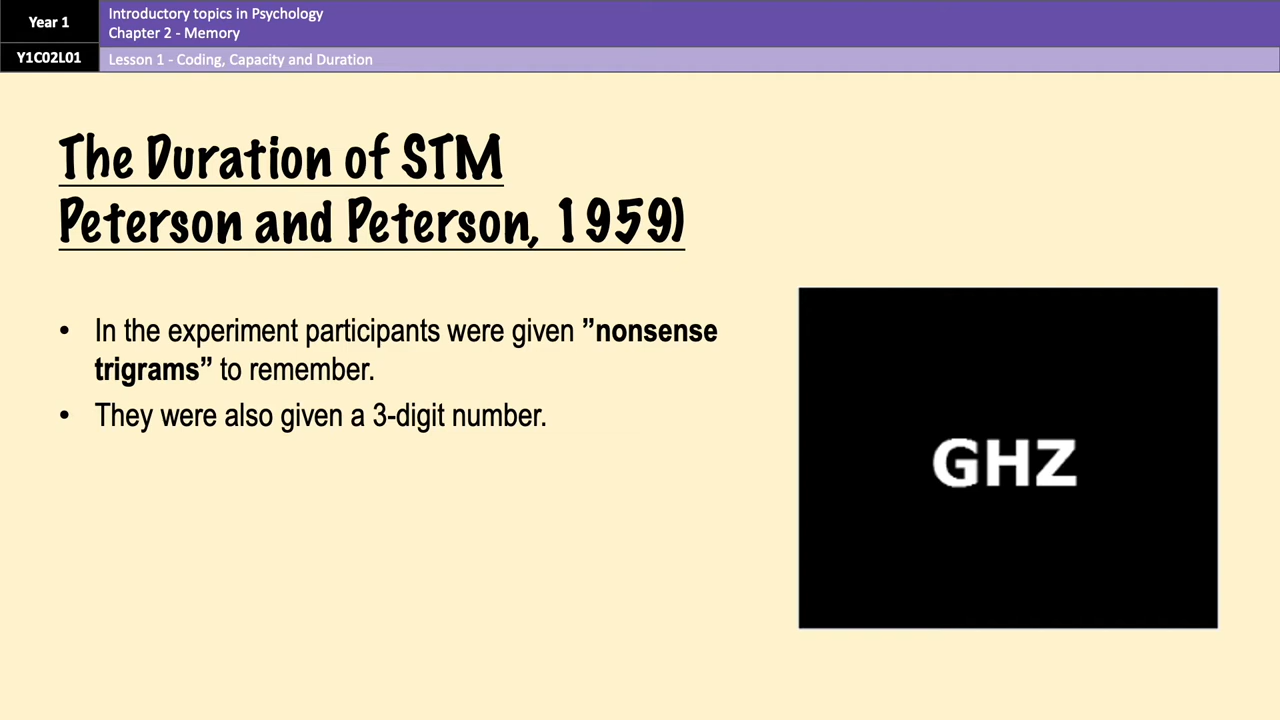 Year 1
Introductory topics in Psychology
Chapter 2 - Memory
Y1C02L01
Lesson 1 - Coding, Capacity and Duration
The Duration of STM
Peterson and Peterson, 1959)
• In the experiment participants were given ”nonsense
trigrams” to remember.
• They were also given a 3-digit number.
GHZ